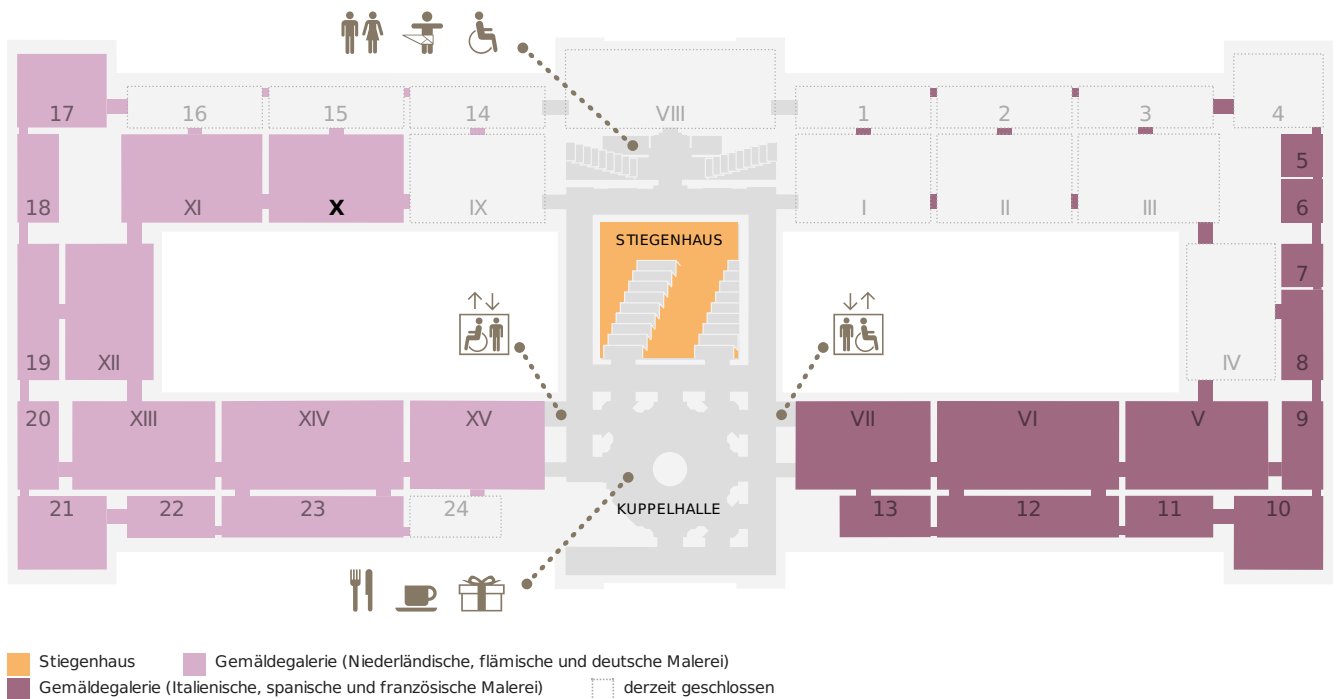 17
16
15
14
VIII
1
2
3
4
5
18
XI
X
IX
I
II
III
6
STIEGENHAUS
7
19
XII
IV
8
20
XIII
XIV
XV
VII
VI
V
9
21
22
23
24
KUPPELHALLE
13
12
11
10
Stiegenhaus
Gemäldegalerie (Niederländische, flämische und deutsche Malerei)
Gemäldegalerie (Italienische, spanische und französische Malerei)
derzeit geschlossen